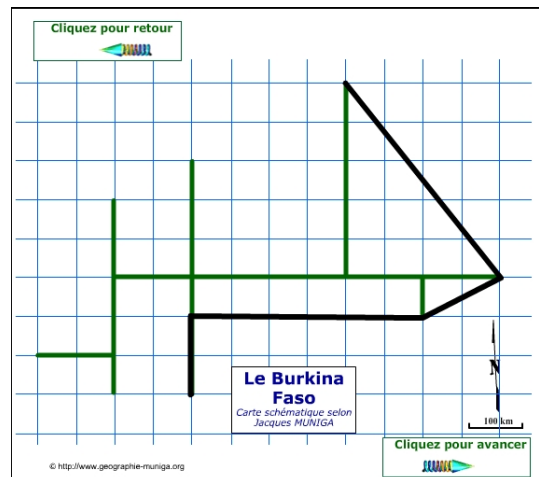 Cliquez pour retour
Le Burkina
Faso
Carte schématique selon
Jacques MUNIGA
N
100 km
Cliquez pour avancer
© http://www.geographie-muniga.org